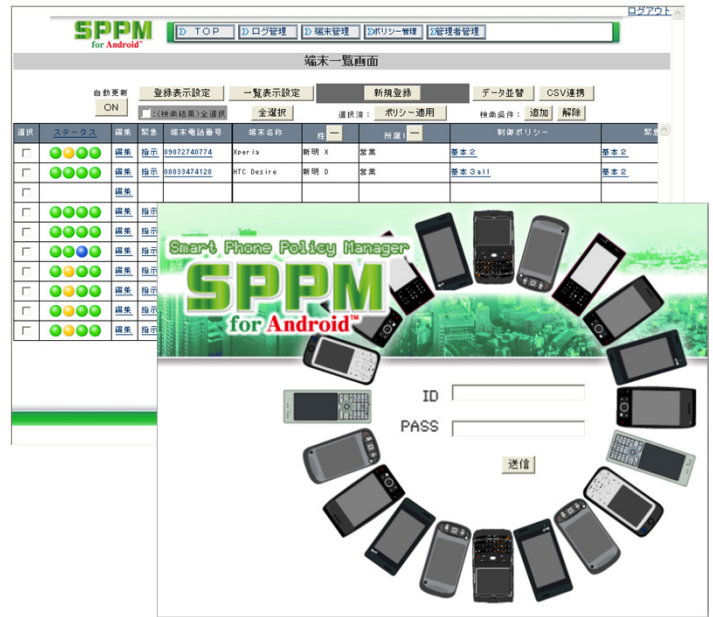 ログアウト
SPPM
for Android™
TOP ログ管理 端末管理 ポリシー管理 管理者管理
端末一覧画面
自動更新 登録表示設定 一覧表示設定 新規登録 データ並替 CSV連携
ON :(検索結果)全選択 全選択 選択済: ポリシー適用 検索条件: 追加 解除
選択 ステータス 編集 緊急 端末電話番号 端末名称 姓 所属1 制御ポリシー 緊急
編集 指示 09072740774 Xperia 新明 X 営業 基本2 基本2
編集 指示 08033474128 HTC Desire 新明 D 営業 基本3all 基本2
編集
編集 指示
編集 指示
編集 指示
編集 指示
編集 指示
編集 指示
編集 指示
Smart Phone Policy Manager
SPPM
for Android™
ID
PASS
送信